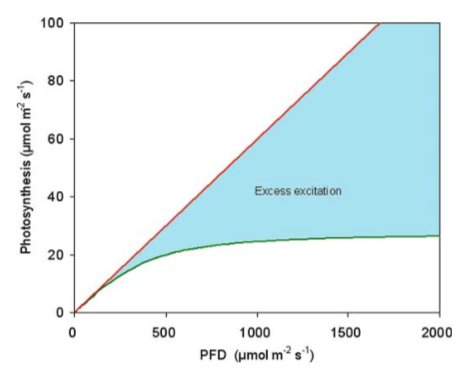 100
80
60
40
20
0
Photosynthesis (µmol m⁻² s⁻¹)
Excess excitation
0 500 1000 1500 2000
PFD (µmol m⁻² s⁻¹)